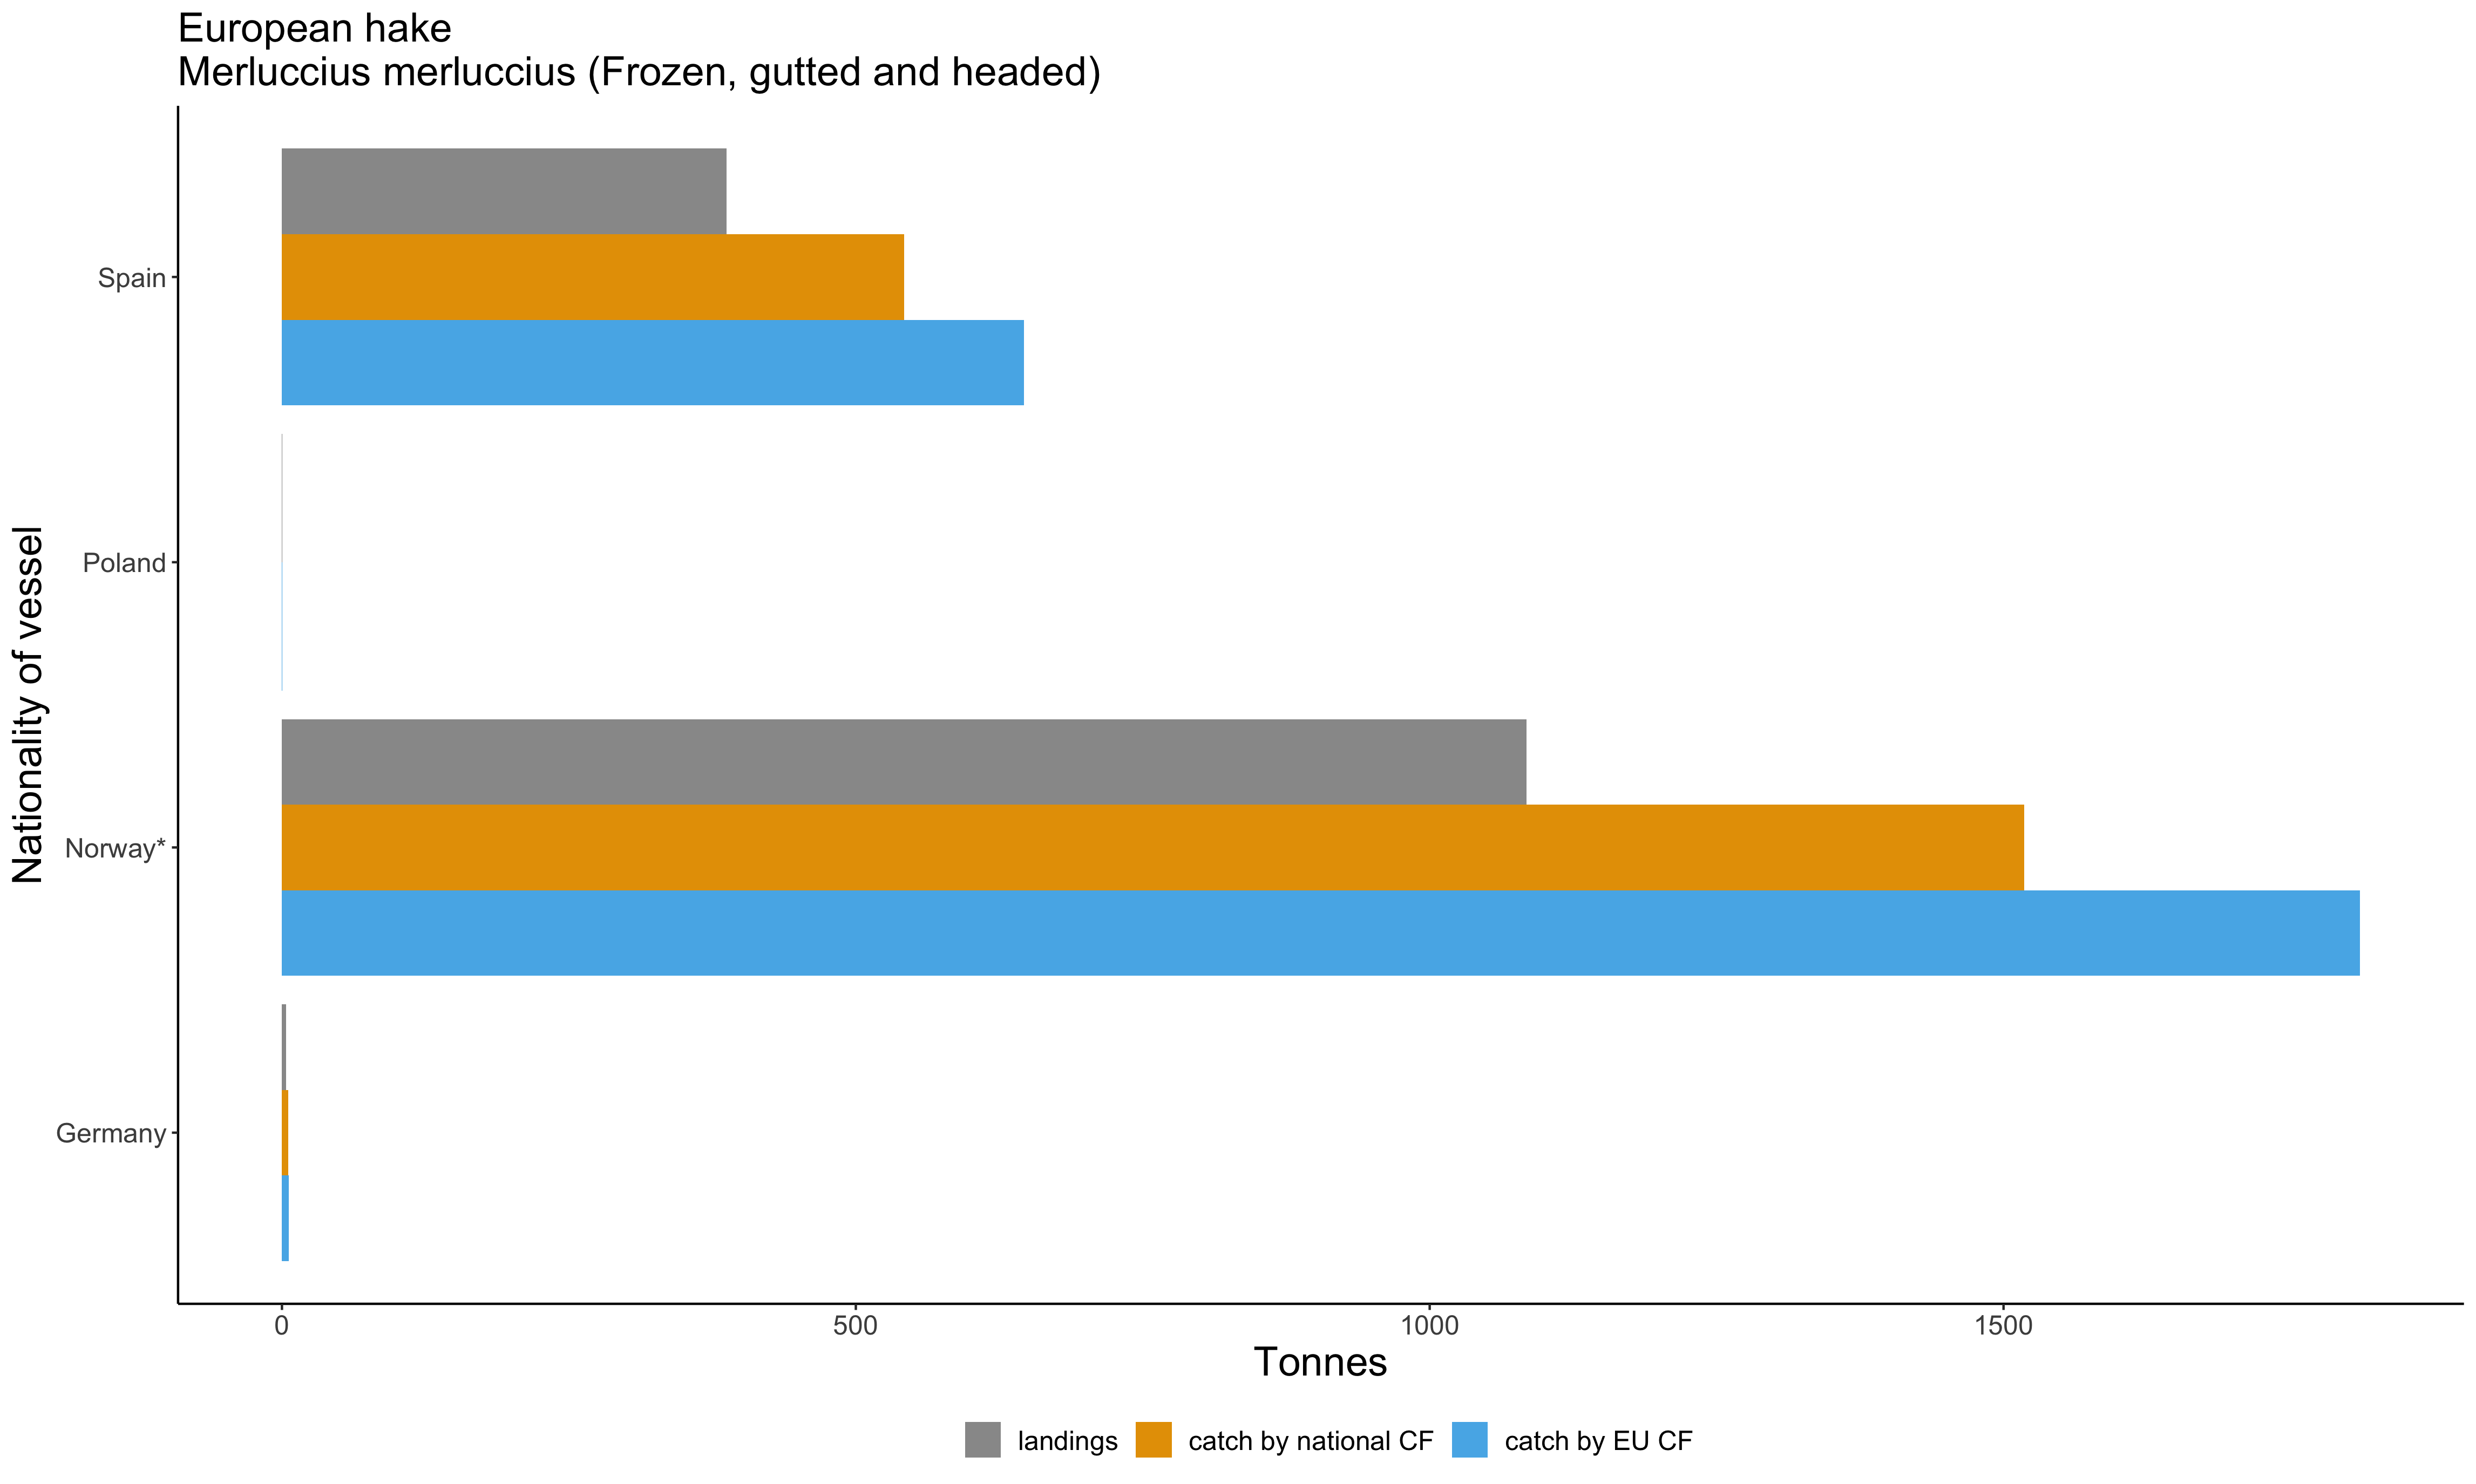 European hake
Merluccius merluccius (Frozen, gutted and headed)
Nationality of vessel
Spain
Poland
Norway*
Germany
0 500 1000 1500
Tonnes
landings catch by national CF catch by EU CF